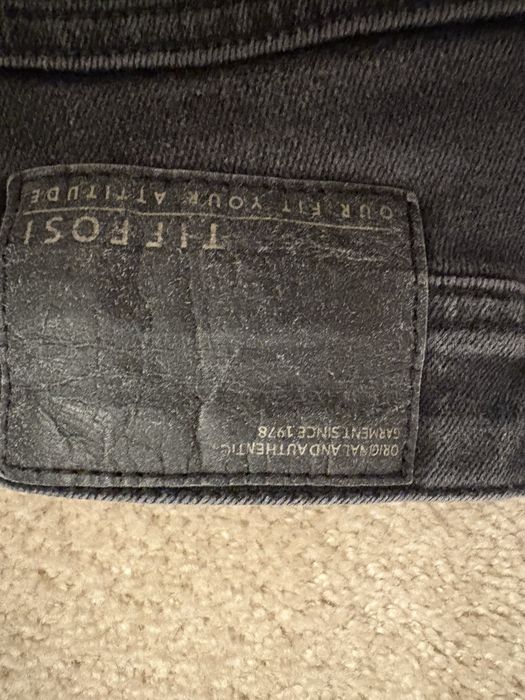 ORIGINAL AND AUTHENTIC
GARMENT SINCE 1978
TIFFOSI
OUR FIT YOUR ATTITUDE